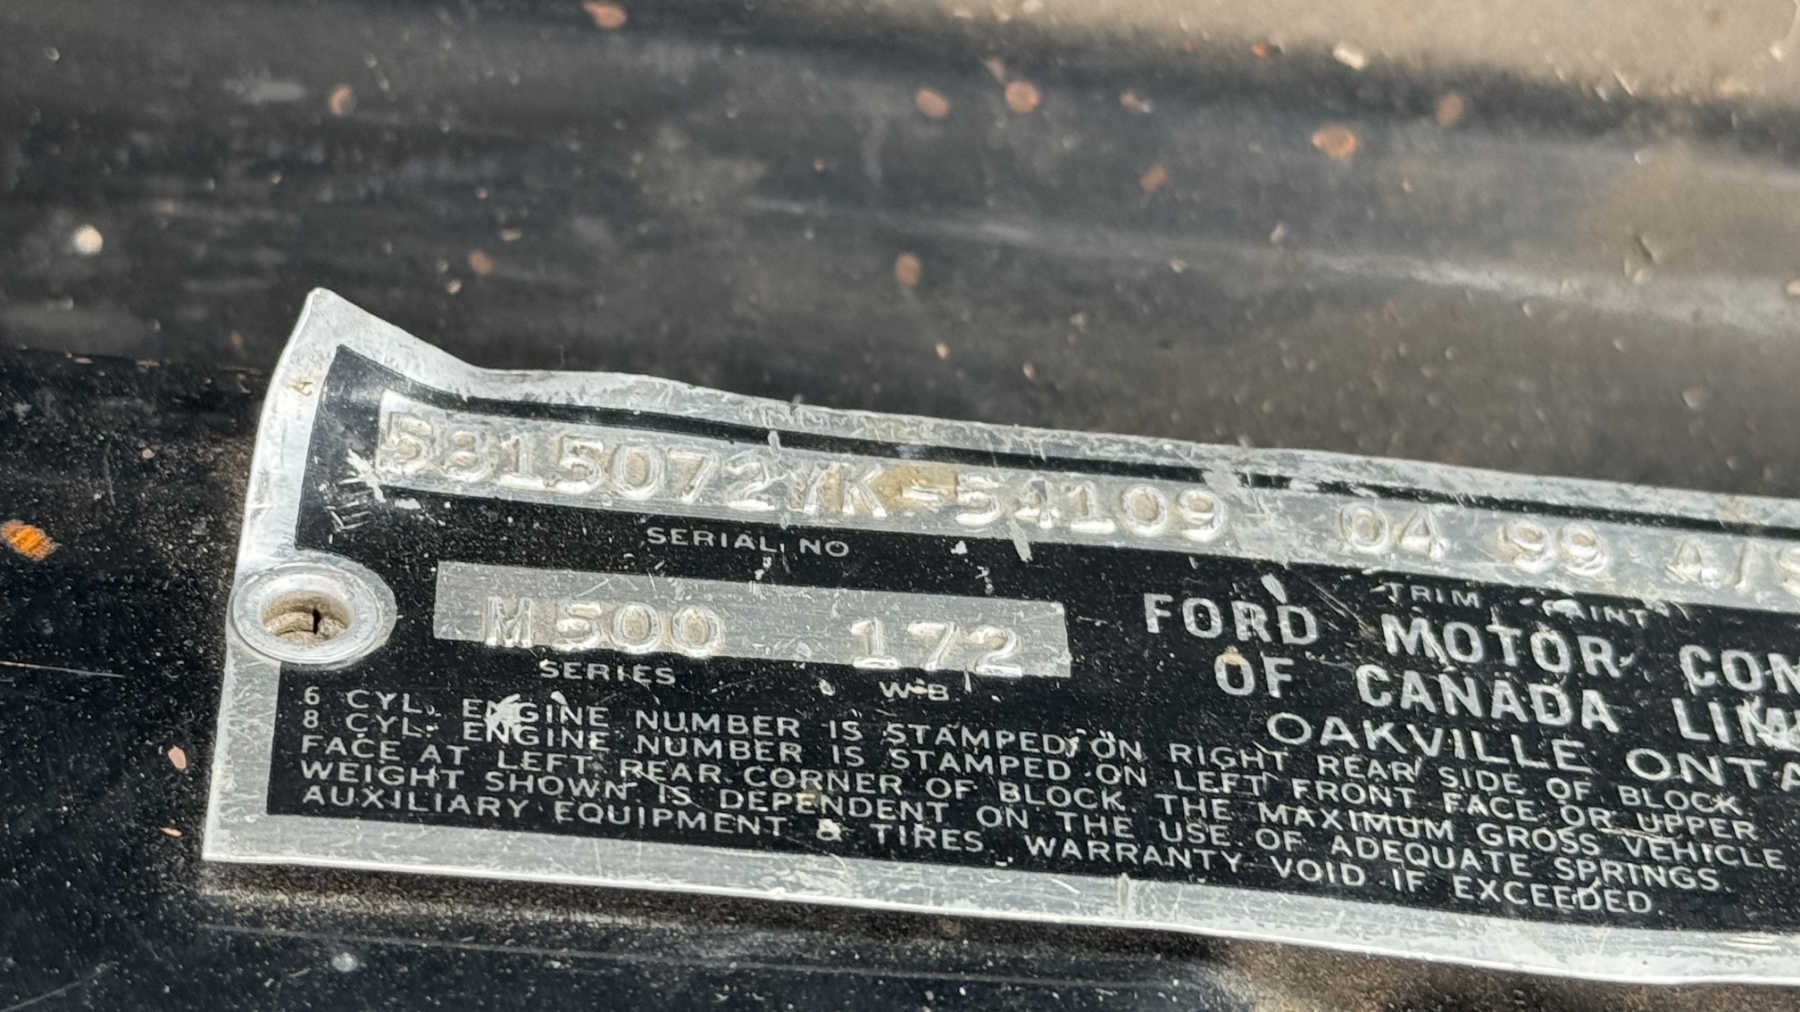 5815072YK-54109 04 99 4/
SERIAL NO TRIM PAINT
M500 172
SERIES W-B
FORD MOTOR
OF CANADA
OAKVILLE
6 CYL. ENGINE NUMBER IS STAMPED ON RIGHT REAR SIDE OF BLOCK
8 CYL. ENGINE NUMBER IS STAMPED ON LEFT FRONT FACE OR UPPER
FACE AT LEFT REAR CORNER OF BLOCK THE MAXIMUM GROSS VEHICLE
WEIGHT SHOWN IS DEPENDENT ON THE USE OF ADEQUATE SPRINGS.
AUXILIARY EQUIPMENT & TIRES. WARRANTY VOID IF EXCEEDED.